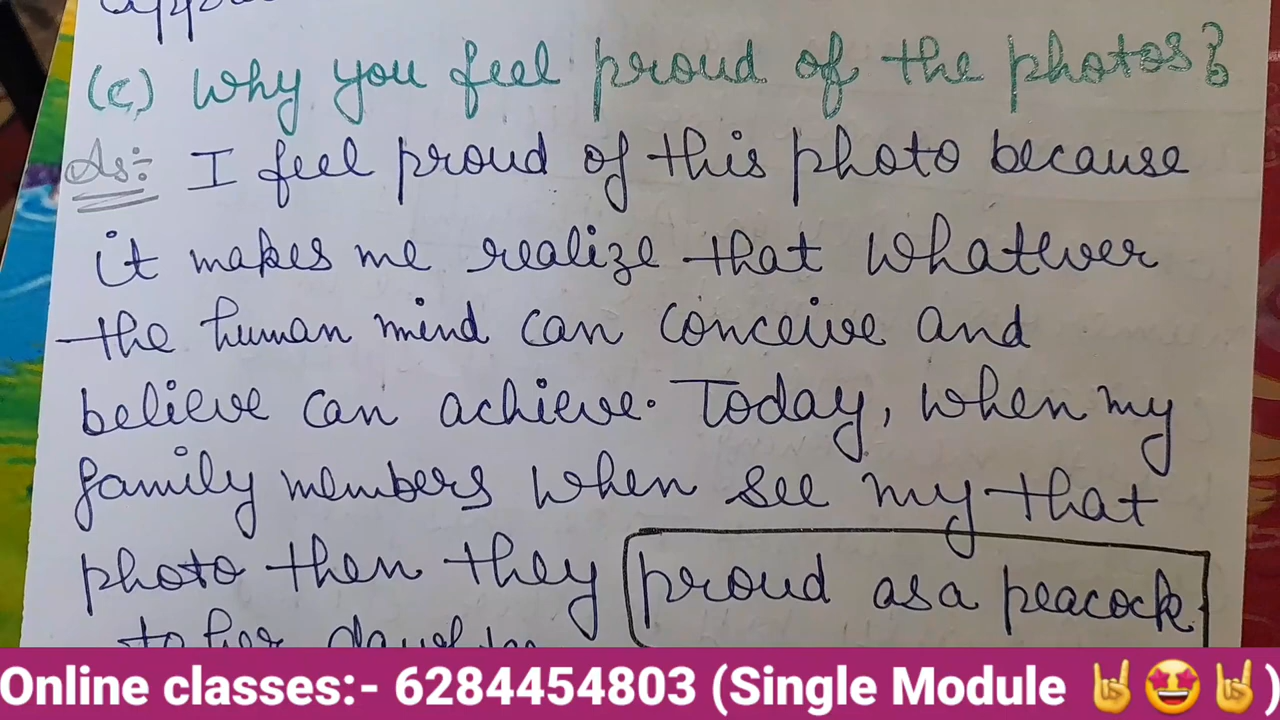 (C) Why you feel proud of the photos?
As:- I feel proud of this photo because
it makes me realize that whatever
the human mind can conceive and
believe can achieve. Today, when my
family members when see my that
photo then they proud as a peacock
to her
Online classes:- 6284454803 (Single Module 🤘🤩🤘)